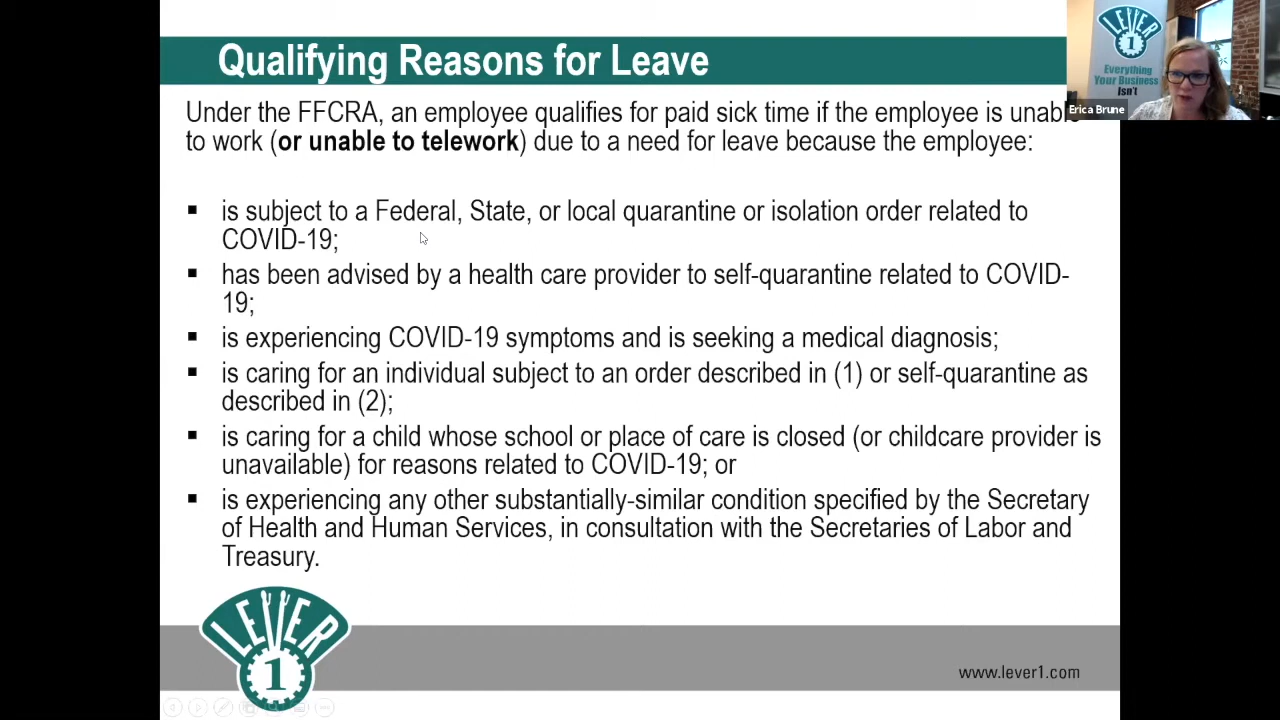 Qualifying Reasons for Leave
Under the FFCRA, an employee qualifies for paid sick time if the employee is unable
to work (or unable to telework) due to a need for leave because the employee:
▪ is subject to a Federal, State, or local quarantine or isolation order related to
COVID-19;
▪ has been advised by a health care provider to self-quarantine related to COVID-
19;
▪ is experiencing COVID-19 symptoms and is seeking a medical diagnosis;
▪ is caring for an individual subject to an order described in (1) or self-quarantine as
described in (2);
▪ is caring for a child whose school or place of care is closed (or childcare provider is
unavailable) for reasons related to COVID-19; or
▪ is experiencing any other substantially-similar condition specified by the Secretary
of Health and Human Services, in consultation with the Secretaries of Labor and
Treasury.
LEVER
1
www.lever1.com
LEVER
1
Everything
Your Business
Isn't
Erica Brune